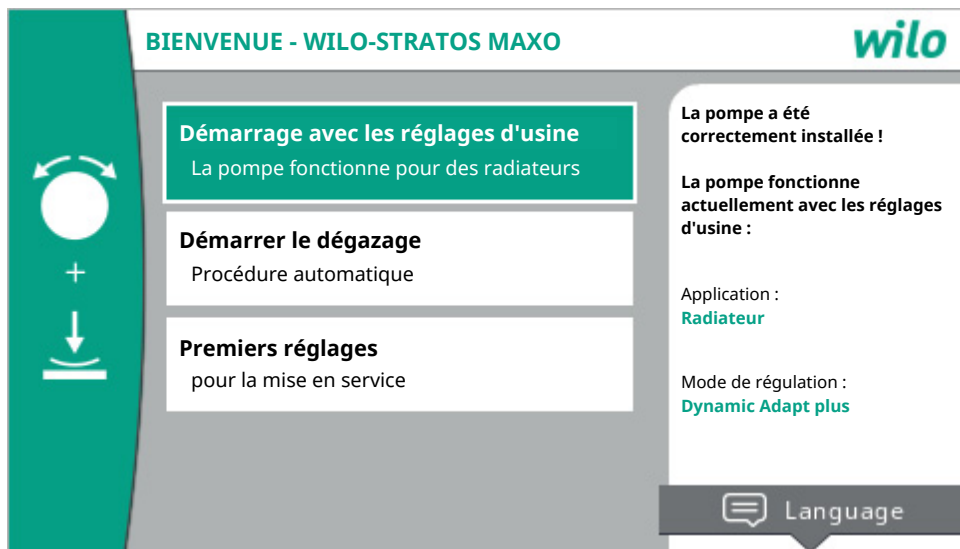 BIENVENUE - WILO-STRATOS MAXO
wilo
Démarrage avec les réglages d'usine
La pompe fonctionne pour des radiateurs
Démarrer le dégazage
Procédure automatique
Premiers réglages
pour la mise en service
+
La pompe a été
correctement installée !
La pompe fonctionne
actuellement avec les réglages
d'usine :
Application :
Radiateur
Mode de régulation :
Dynamic Adapt plus
Language